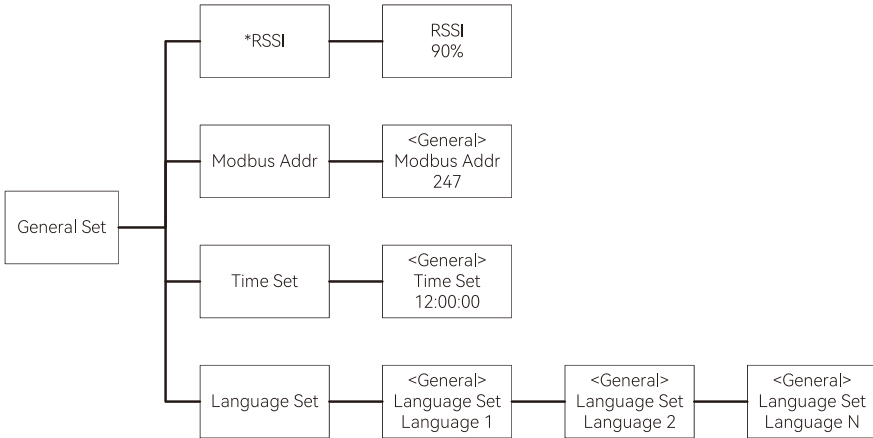 *RSSI
RSSI
90%
Modbus Addr
<General>
Modbus Addr
247
General Set
Time Set
<General>
Time Set
12:00:00
Language Set
<General>
Language Set
Language 1
<General>
Language Set
Language 2
<General>
Language Set
Language N